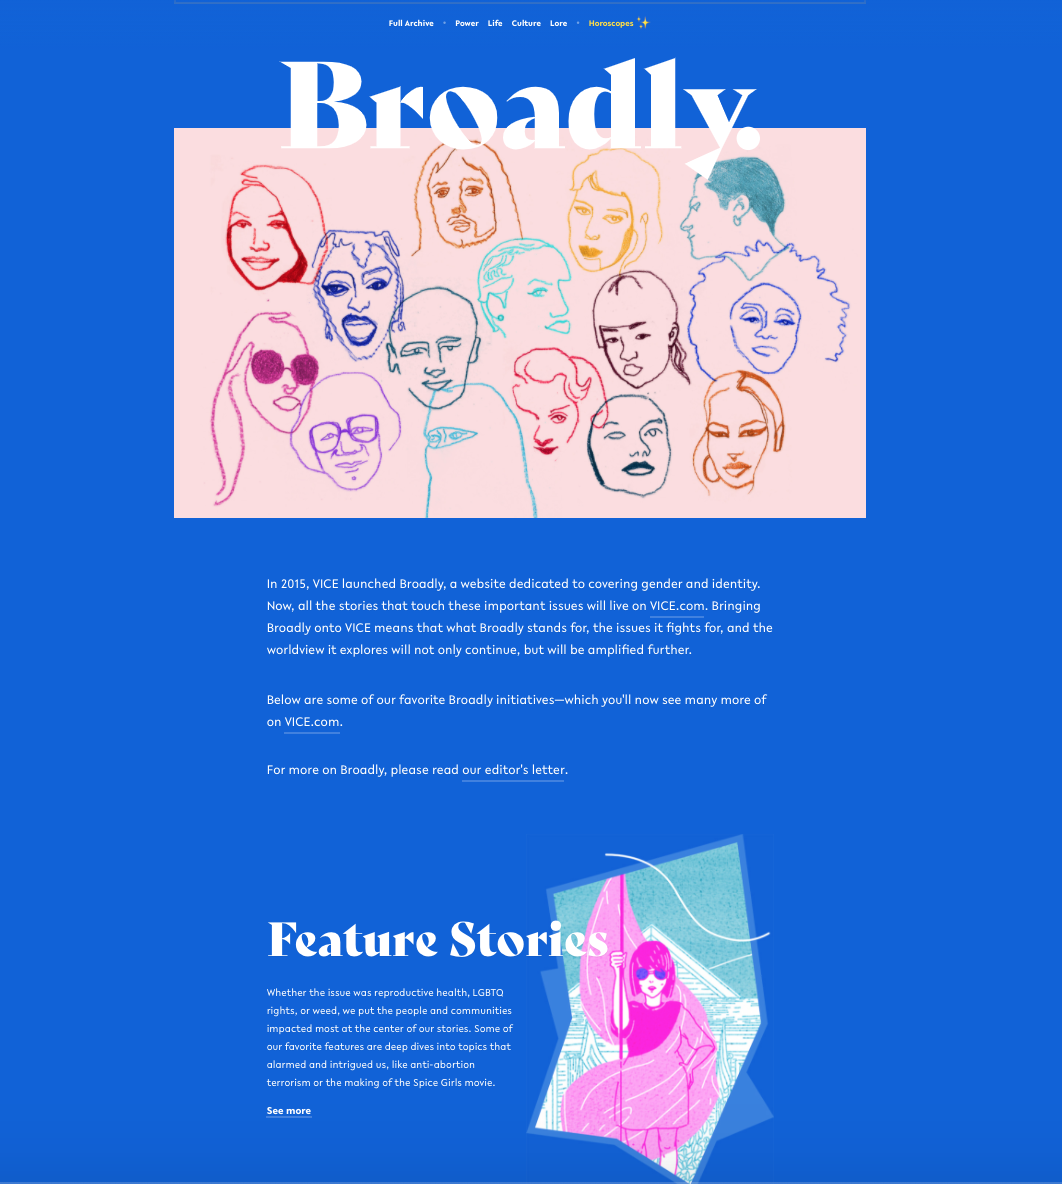 Full Archive • Power Life Culture Lore • Horoscopes
Broadly.
In 2015, VICE launched Broadly, a website dedicated to covering gender and identity.
Now, all the stories that touch these important issues will live on VICE.com. Bringing
Broadly onto VICE means that what Broadly stands for, the issues it fights for, and the
worldview it explores will not only continue, but will be amplified further.
Below are some of our favorite Broadly initiatives—which you'll now see many more of
on VICE.com.
For more on Broadly, please read our editor's letter.
Feature Stories
Whether the issue was reproductive health, LGBTQ
rights, or weed, we put the people and communities
impacted most at the center of our stories. Some of
our favorite features are deep dives into topics that
alarmed and intrigued us, like anti-abortion
terrorism or the making of the Spice Girls movie.
See more